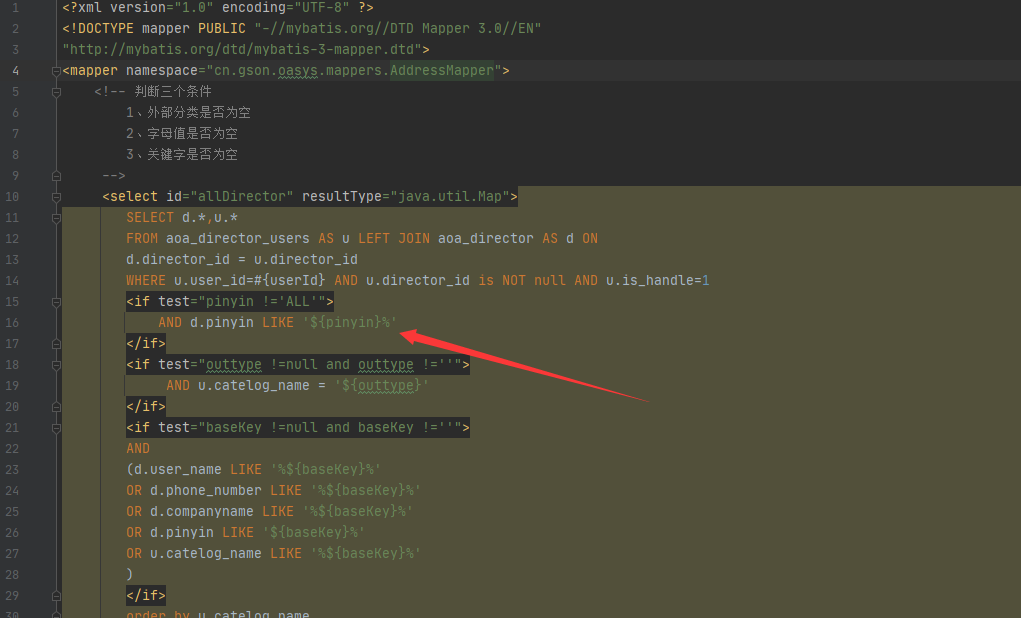 1 <?xml version="1.0" encoding="UTF-8" ?>
2 <!DOCTYPE mapper PUBLIC "-//mybatis.org//DTD Mapper 3.0//EN"
3 "http://mybatis.org/dtd/mybatis-3-mapper.dtd">
4 <mapper namespace="cn.gson.oasys.mappers.AddressMapper">
5 <!-- 判断三个条件
6 1、外部分类是否为空
7 2、字母值是否为空
8 3、关键字是否为空
9 -->
10 <select id="allDirector" resultType="java.util.Map">
11 SELECT d.*,u.*
12 FROM aoa_director_users AS u LEFT JOIN aoa_director AS d ON
13 d.director_id = u.director_id
14 WHERE u.user_id=#{userId} AND u.director_id is NOT null AND u.is_handle=1
15 <if test="pinyin !='ALL'">
16 AND d.pinyin LIKE '${pinyin}%'
17 </if>
18 <if test="outtype !=null and outtype !=''">
19 AND u.catelog_name = '${outtype}'
20 </if>
21 <if test="baseKey !=null and baseKey !=''">
22 AND
23 (d.user_name LIKE '%${baseKey}%'
24 OR d.phone_number LIKE '%${baseKey}%'
25 OR d.companyname LIKE '%${baseKey}%'
26 OR d.pinyin LIKE '${baseKey}%'
27 OR u.catelog_name LIKE '%${baseKey}%'
28 )
29 </if>
30 order by u.catelog_name